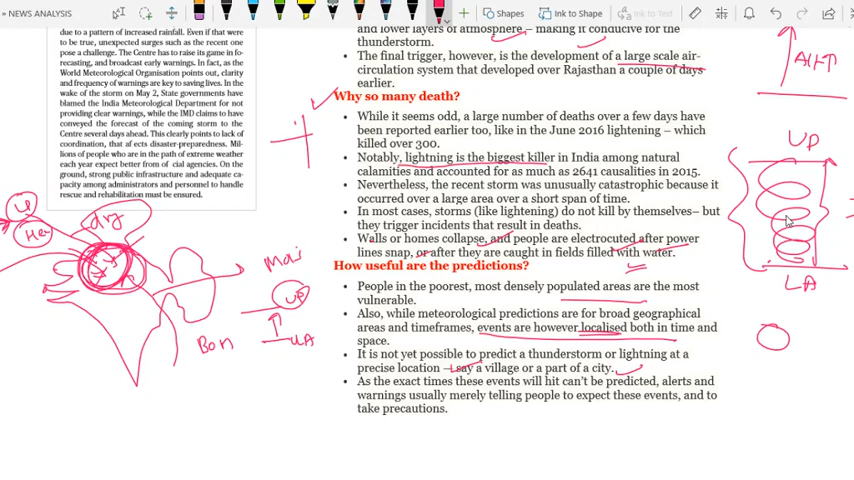 » NEWS ANALYSIS
Shapes
Ink to Shape
Ink to Text
due to a pattern of increased rainfall. Even if that were
to be true, unexpected surges such as the recent one
pose a challenge. The Centre has to raise its game in fo-
recasting, and broadcast early warnings. In fact, as the
World Meteorological Organisation points out, clarity
and frequency of warnings are key to saving lives. In
the wake of the storm on May 2, State governments have
blamed the India Meteorological Department for not
providing clear warnings, while the IMD claims to have
conveyed the forecast of the coming storm to the
Centre several days ahead. This clearly points to lack of
coordination, that af ects disaster-preparedness. Mil-
lions of people who are in the path of extreme weather
each year expect better from of cial agencies. On the
ground, strong public infrastructure and adequate ca-
pacity among administrators and personnel to handle
rescue and rehabilitation must be ensured.
and lower layers of atmosphere – making it conducive for the
thunderstorm.
• The final trigger, however, is the development of a large scale air-
circulation system that developed over Rajasthan a couple of days
earlier.
Why so many death?
• While it seems odd, a large number of deaths over a few days have
been reported earlier too, like in the June 2016 lightening – which
killed over 300.
• Notably, lightning is the biggest killer in India among natural
calamities and accounted for as much as 2641 causalities in 2015.
• Nevertheless, the recent storm was unusually catastrophic because it
occurred over a large area over a short span of time.
• In most cases, storms (like lightening) do not kill by themselves– but
they trigger incidents that result in deaths.
• Walls or homes collapse, and people are electrocuted after power
lines snap, or after they are caught in fields filled with water.
How useful are the predictions?
• People in the poorest, most densely populated areas are the most
vulnerable.
• Also, while meteorological predictions are for broad geographical
areas and timeframes, events are however localised both in time and
space.
• It is not yet possible to predict a thunderstorm or lightning at a
precise location – say a village or a part of a city.
• As the exact times these events will hit can't be predicted, alerts and
warnings usually merely telling people to expect these events, and to
take precautions.
dry
UP
LA
UP